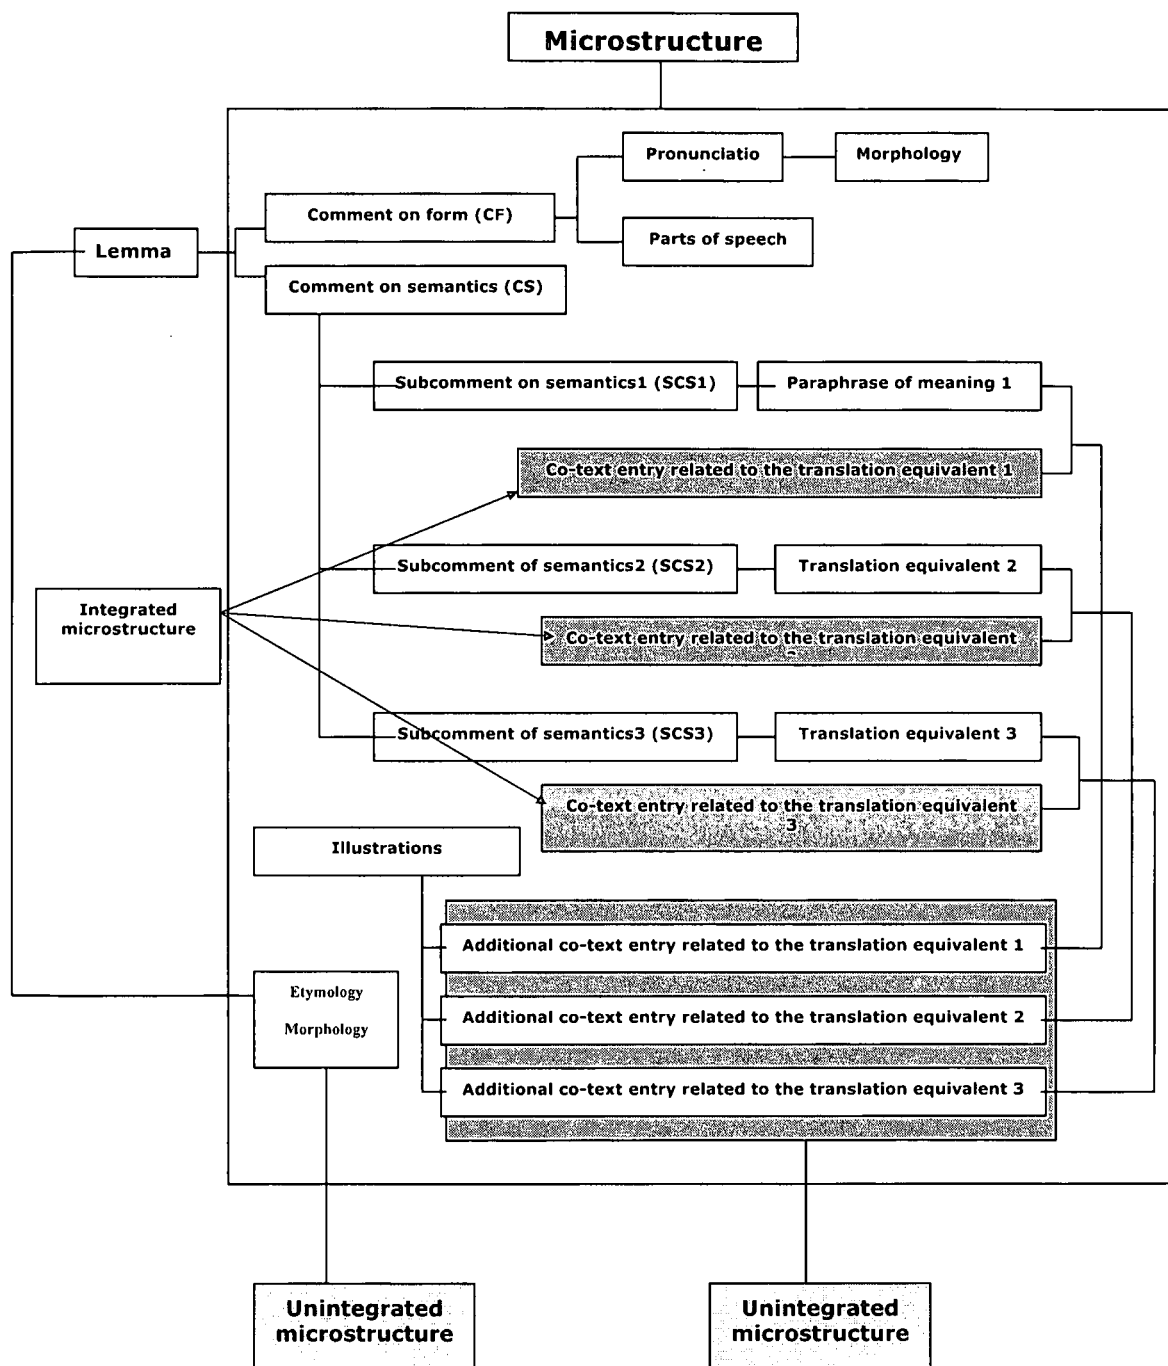 Microstructure
Pronunciatio
Morphology
Comment on form (CF)
Parts of speech
Lemma
Comment on semantics (CS)
Subcomment on semantics1 (SCS1)
Paraphrase of meaning 1
Co-text entry related to the translation equivalent 1
Subcomment of semantics2 (SCS2)
Translation equivalent 2
Integrated
microstructure
Co-text entry related to the translation equivalent
Subcomment of semantics3 (SCS3)
Translation equivalent 3
Co-text entry related to the translation equivalent
3
Illustrations
Additional co-text entry related to the translation equivalent 1
Etymology
Morphology
Additional co-text entry related to the translation equivalent 2
Additional co-text entry related to the translation equivalent 3
Unintegrated
microstructure
Unintegrated
microstructure